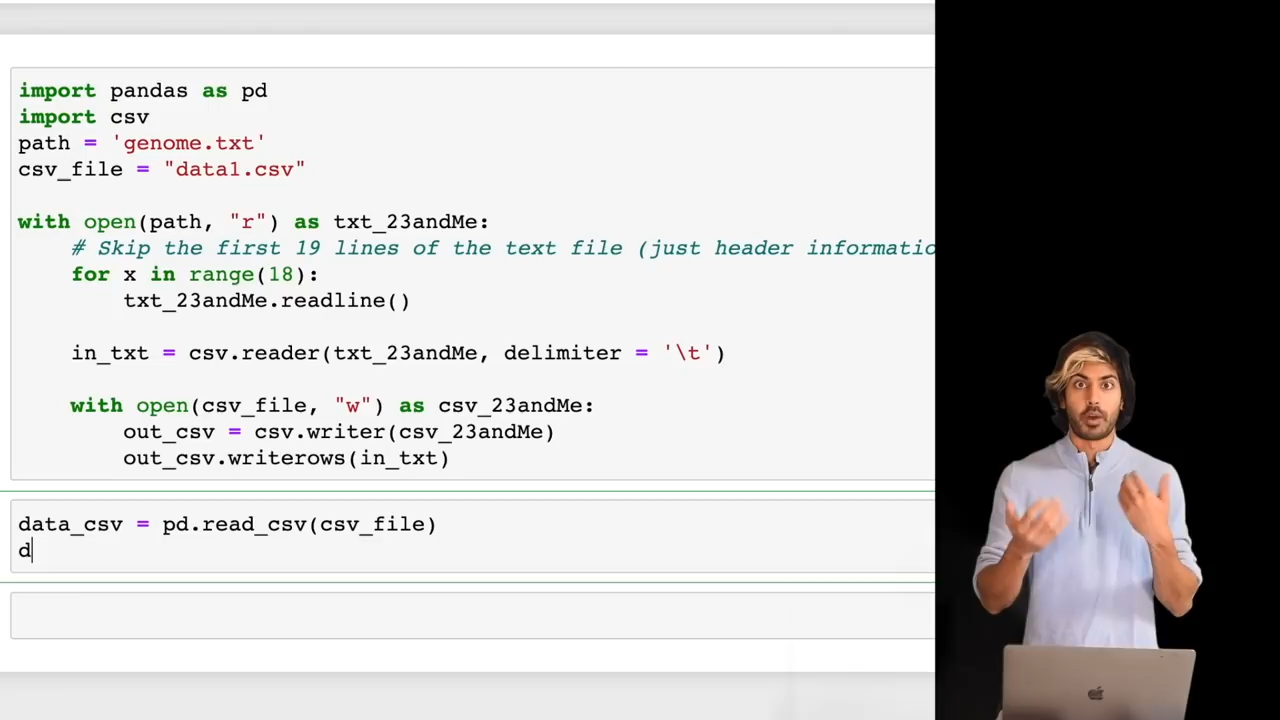 import pandas as pd
import csv
path = 'genome.txt'
csv_file = "data1.csv"
with open(path, "r") as txt_23andMe:
# Skip the first 19 lines of the text file (just header informatio
for x in range(18):
txt_23andMe.readline()
in_txt = csv.reader(txt_23andMe, delimiter = '\t')
with open(csv_file, "w") as csv_23andMe:
out_csv = csv.writer(csv_23andMe)
out_csv.writerows(in_txt)
data_csv = pd.read_csv(csv_file)
d